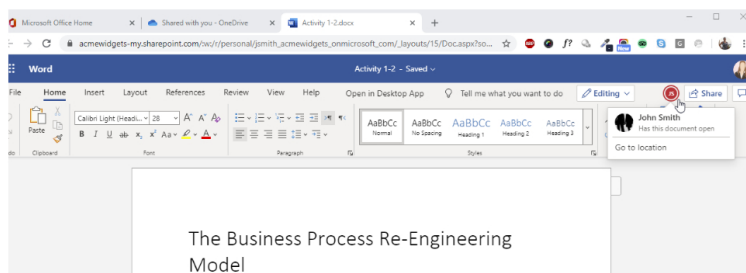 Microsoft Office Home
Shared with you - OneDrive
Activity 1-2.docx
acmewidgets-my.sharepoint.com/:w:/r/personal/jsmith_acmewidgets_onmicrosoft_com/_layouts/15/Doc.aspx?so...
f?
New
Word
Activity 1-2 - Saved
File Home Insert Layout References Review View Help Open in Desktop App Tell me what you want to do Editing Share
Paste
Calibri Light (Headi... 28
Clipboard Font Paragraph Styles
AaBbCc AaBbCc AaBbCc AaBbCc AaBbCc
Normal No Spacing Heading 1 Heading 2 Heading 3
John Smith
Has this document open
Go to location
The Business Process Re-Engineering
Model